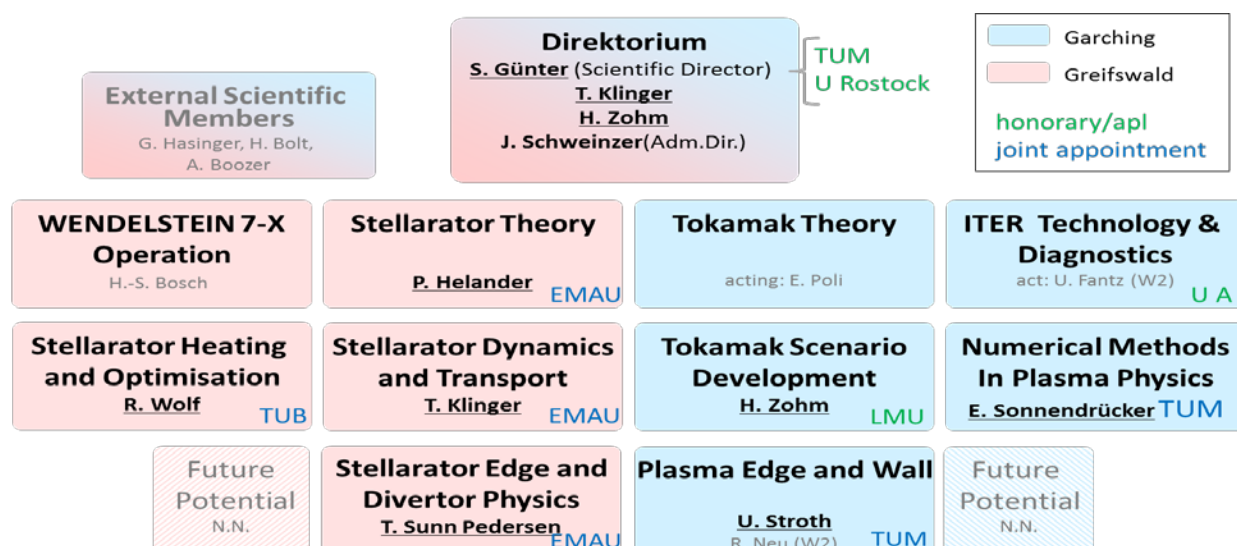 Direktorium
S. Günter (Scientific Director)
T. Klinger
H. Zohm
J. Schweinzer(Adm.Dir.)
TUM
U Rostock
Garching
Greifswald
honorary/apl
joint appointment
External Scientific
Members
G. Hasinger, H. Bolt,
A. Boozer
WENDELSTEIN 7-X
Operation
H.-S. Bosch
Stellarator Theory
P. Helander
EMAU
Tokamak Theory
acting: E. Poli
ITER Technology &
Diagnostics
act: U. Fantz (W2)
U A
Stellarator Heating
and Optimisation
R. Wolf
TUB
Stellarator Dynamics
and Transport
T. Klinger
EMAU
Tokamak Scenario
Development
H. Zohm
LMU
Numerical Methods
In Plasma Physics
E. Sonnendrücker TUM
Future
Potential
N.N.
Stellarator Edge and
Divertor Physics
T. Sunn Pedersen
EMAU
Plasma Edge and Wall
U. Stroth
R. Neu (W2)
TUM
Future
Potential
N.N.